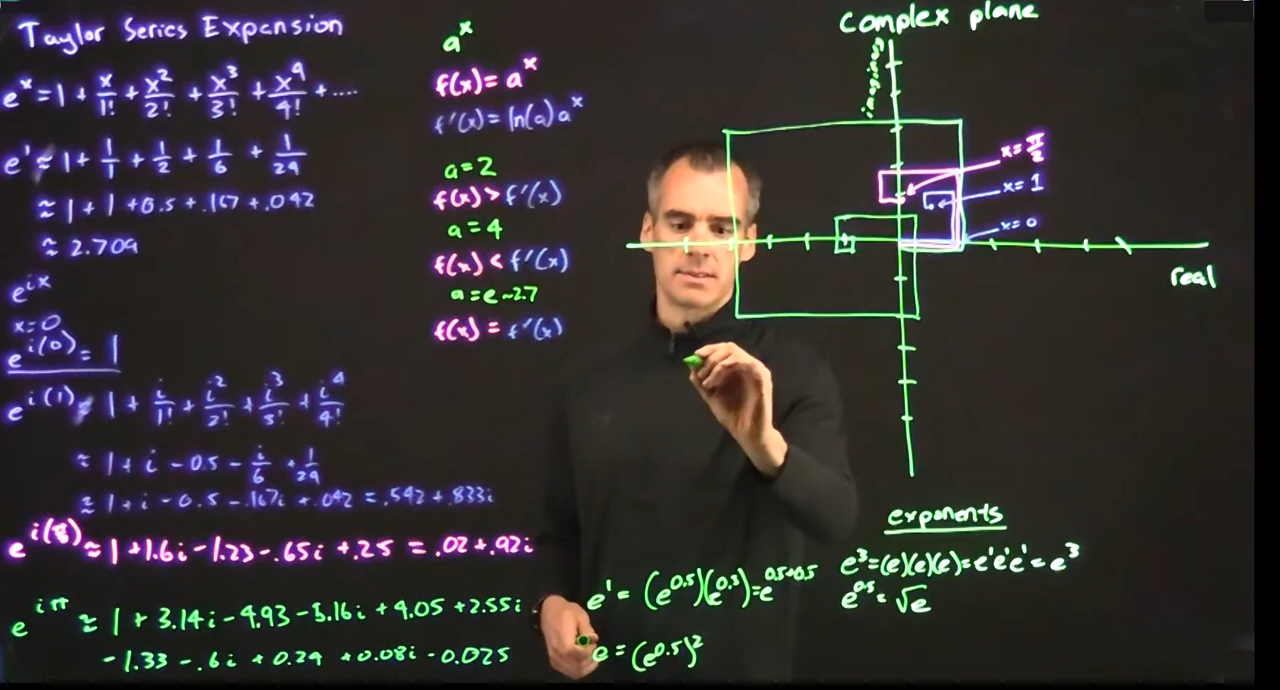 Taylor Series Expansion
e^x = 1 + x/1! + x^2/2! + x^3/3! + x^4/4! + ....
e^1 ≈ 1 + 1/1 + 1/2 + 1/6 + 1/24
≈ 1 + 1 + 0.5 + .167 + .042
≈ 2.709
e^ix
x=0
e^i(0) = 1
e^i(1) ≈ 1 + i/1! + i^2/2! + i^3/3! + i^4/4!
≈ 1 + i - 0.5 - i/6 + 1/24
≈ 1 + i - 0.5 - .167i + .042 = .542 + .833i
≈ 1 + 1.6i - 1.23 - .65i + .25 = .02 + .92i
e^iπ ≈ 1 + 3.14i - 4.93 - 5.16i + 4.05 + 2.55i
- 1.33 - .6i + 0.24 + 0.08i - 0.025
a^x
f(x) = a^x
f'(x) = ln(a) a^x
a=2
f(x) > f'(x)
a=4
f(x) < f'(x)
a=e~2.7
f(x) = f'(x)
Complex plane
imaginary
x=π/2
x=1
x=0
real
exponents
e^3=(e)(e)(e)=e^1e^1e^1=e^3
e^0.5=√e
e^1 = (e^0.5)(e^0.5)=e^0.5+0.5
e=(e^0.5)^2